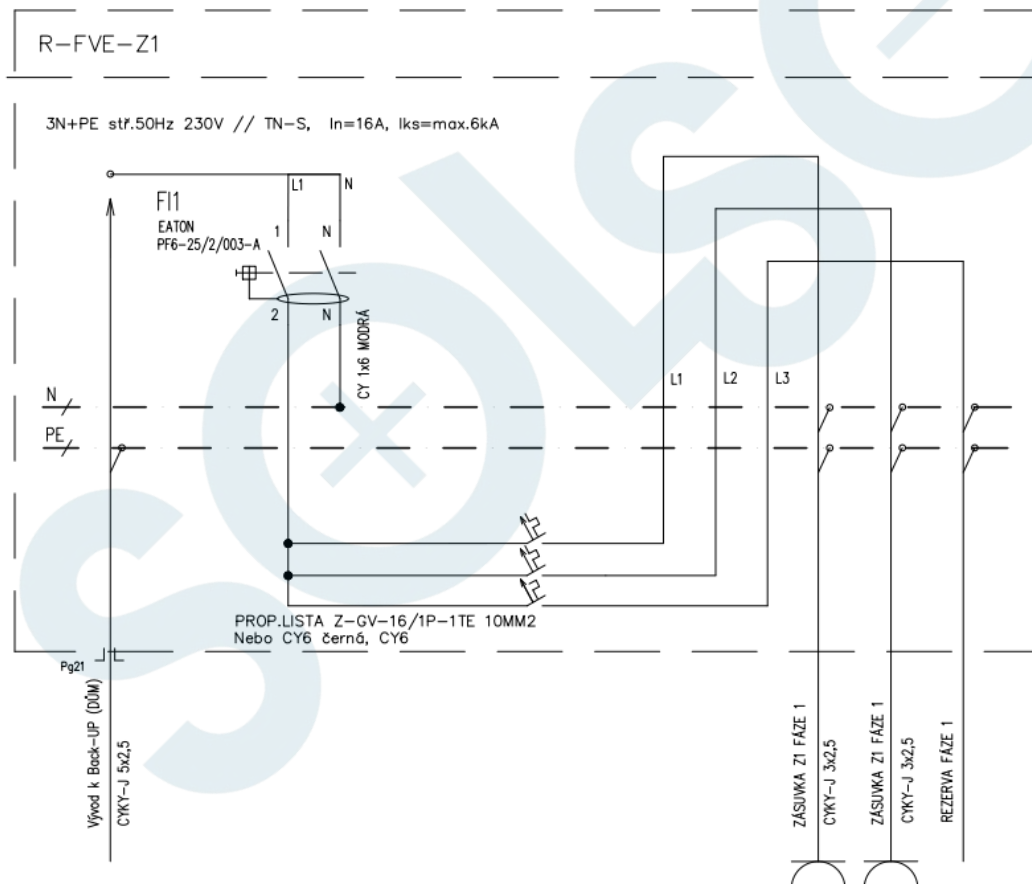 R-FVE-Z1
3N+PE stř.50Hz 230V // TN-S, In=16A, Iks=max.6kA
L1
N
FI1
EATON
PF6-25/2/003-A
1
N
2
N
CY 1x6 MODRÁ
L1
L2
L3
N
PE
PROP.LISTA Z-GV-16/1P-1TE 10MM2
Nebo CY6 černá, CY6
Pg21
Vývod k Back-UP (DŮM)
CYKY-J 5x2,5
ZÁSUVKA Z1 FÁZE 1
CYKY-J 3x2,5
ZÁSUVKA Z1 FÁZE 1
CYKY-J 3x2,5
REZERVA FÁZE 1
SOLSO